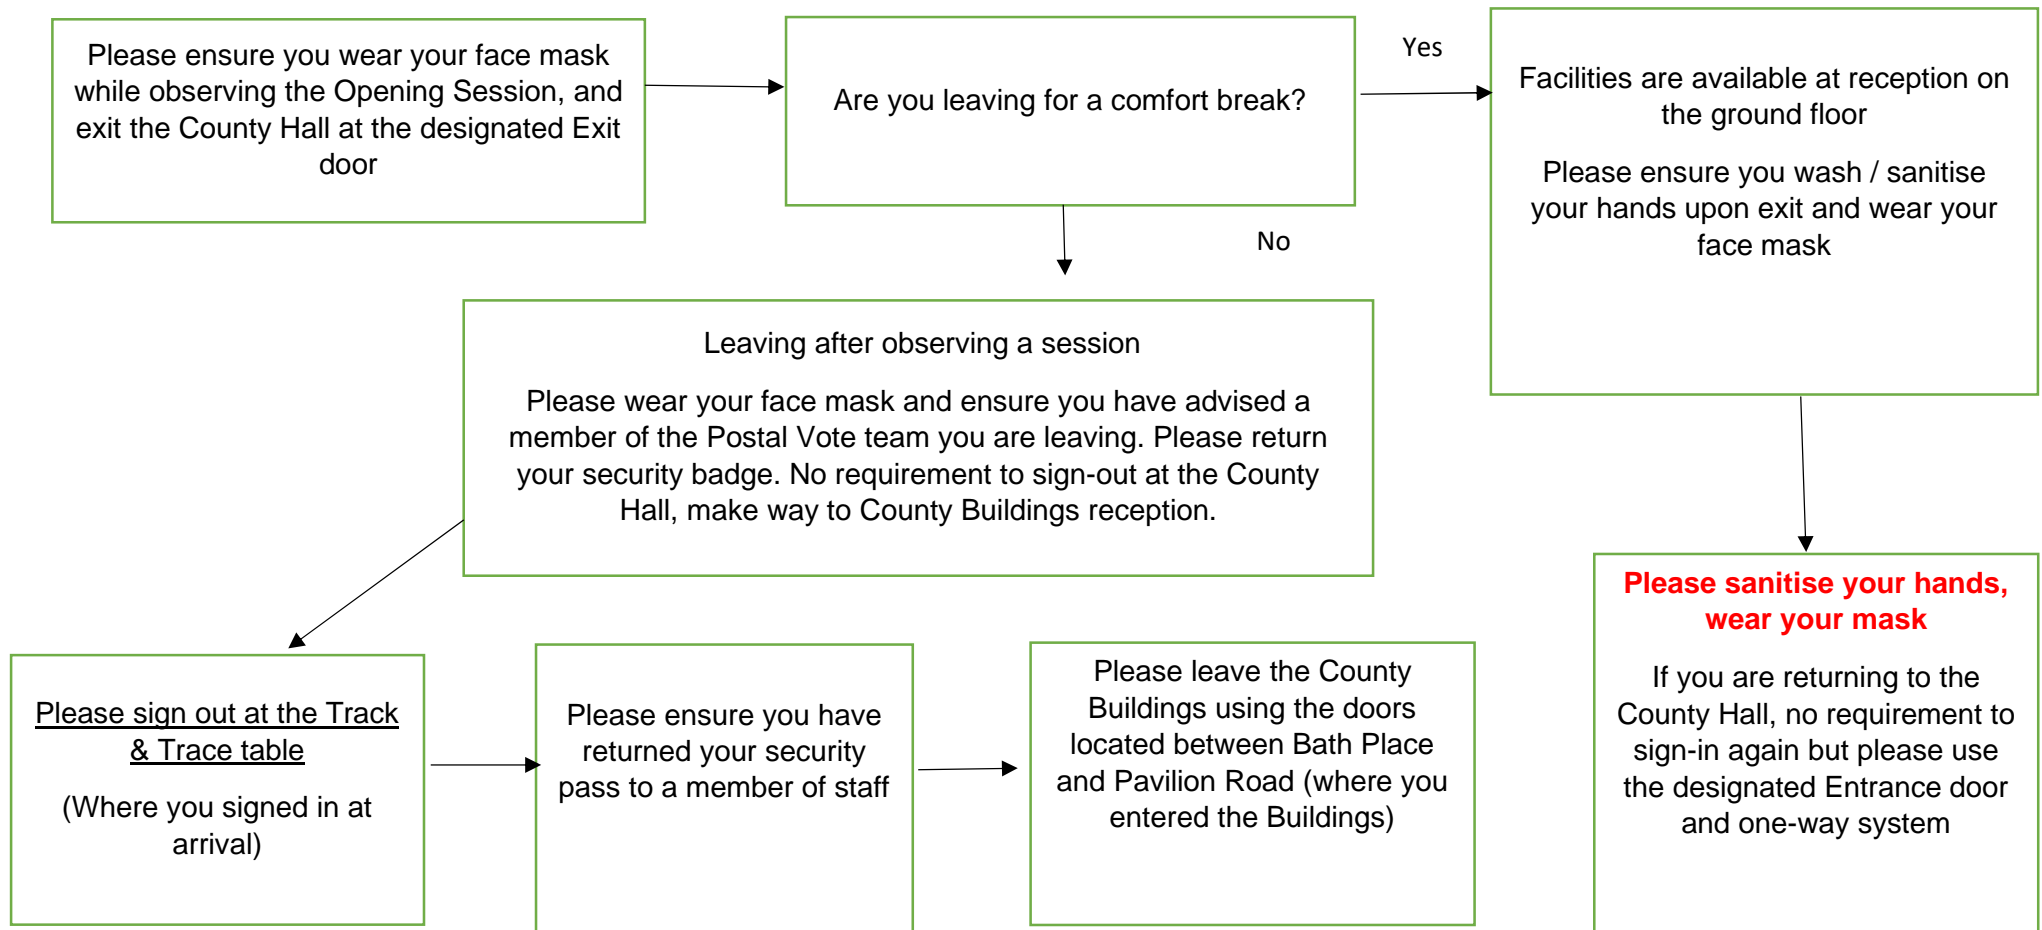 Please ensure you wear your face mask
while observing the Opening Session, and
exit the County Hall at the designated Exit
door
Are you leaving for a comfort break?
Yes
Facilities are available at reception on
the ground floor
Please ensure you wash / sanitise
your hands upon exit and wear your
face mask
No
Leaving after observing a session
Please wear your face mask and ensure you have advised a
member of the Postal Vote team you are leaving. Please return
your security badge. No requirement to sign-out at the County
Hall, make way to County Buildings reception.
Please sign out at the Track
& Trace table
(Where you signed in at
arrival)
Please ensure you have
returned your security
pass to a member of staff
Please leave the County
Buildings using the doors
located between Bath Place
and Pavilion Road (where you
entered the Buildings)
Please sanitise your hands,
wear your mask
If you are returning to the
County Hall, no requirement to
sign-in again but please use
the designated Entrance door
and one-way system